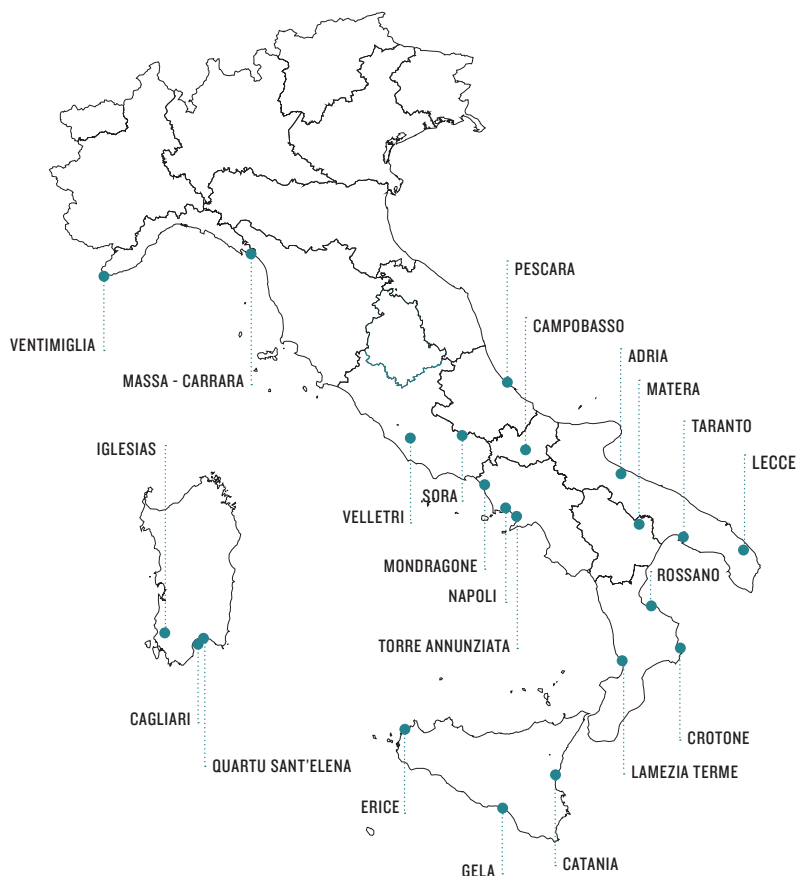 PESCARA
CAMPOBASSO
VENTIMIGLIA
ADRIA
MASSA - CARRARA
MATERA
TARANTO
IGLESIAS
LECCE
SORA
VELLETRI
MONDRAGONE
ROSSANO
NAPOLI
TORRE ANNUNZIATA
CAGLIARI
CROTONE
QUARTU SANT'ELENA
LAMEZIA TERME
ERICE
CATANIA
GELA